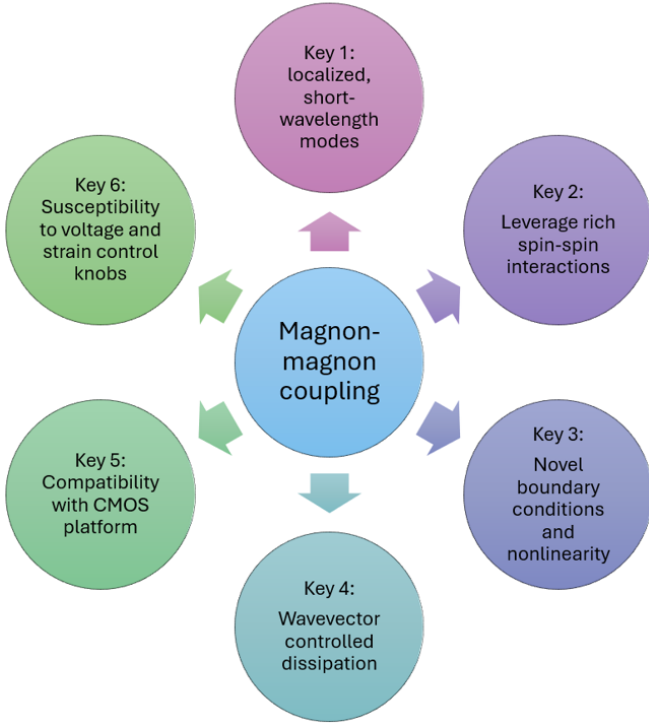 Key 1:
localized,
short-
wavelength
modes
Key 2:
Leverage rich
spin-spin
interactions
Key 3:
Novel
boundary
conditions
and
nonlinearity
Key 4:
Wavevector
controlled
dissipation
Key 5:
Compatibility
with CMOS
platform
Key 6:
Susceptibility
to voltage and
strain control
knobs
Magnon-
magnon
coupling